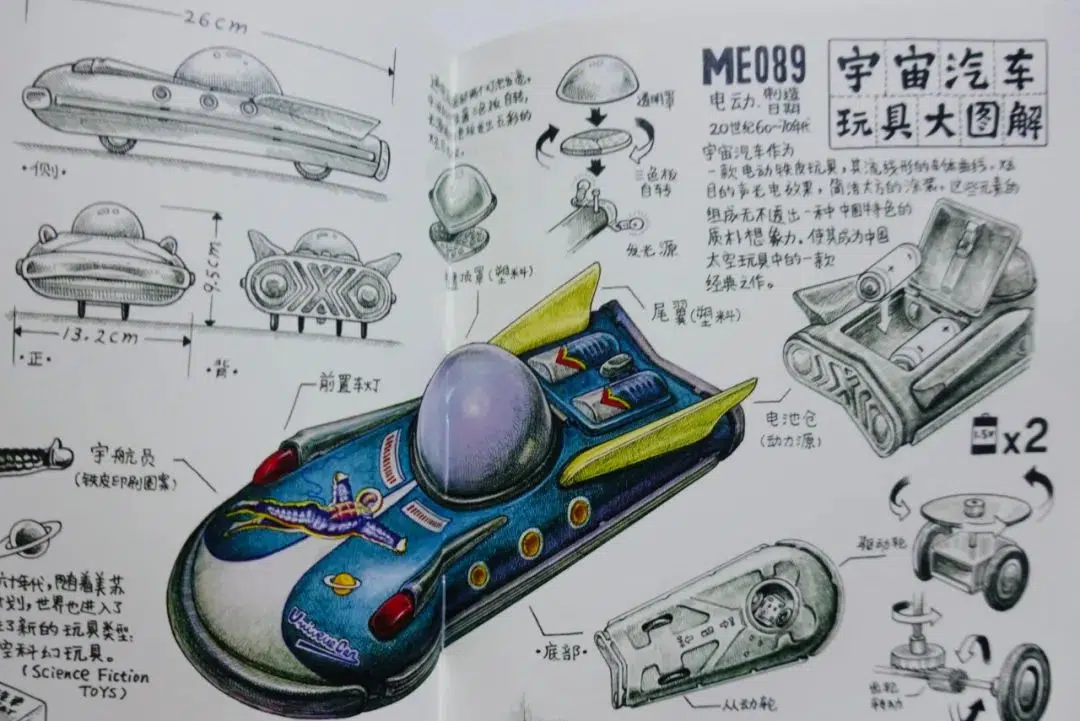 26cm
·侧·
9.5cm
13.2cm
·正·
·背·
前置车灯
宇航员
(铁皮印刷图案)
六十年代,随着美苏
计划,世界也进入了
了新的玩具类型:
空科幻玩具。
(Science Fiction
TOYS)
透明罩
三色板
自转
发光源
顶罩(塑料)
尾翼(塑料)
ME089
宇宙汽车
玩具大图解
电动 制造日期
20世纪60-70年代
宇宙汽车作为
一款电动铁皮玩具,其流线形的车体曲线,炫
目的声光电效果,简洁大方的涂装,这些元素的
组成无不透出一种中国特色的
质朴想象力,使其成为中国
太空玩具中的一款
经典之作。
电池仓
(动力源)
1.5V x2
Universe Car
·底部·
驱动轮
从动轮
齿轮
转动